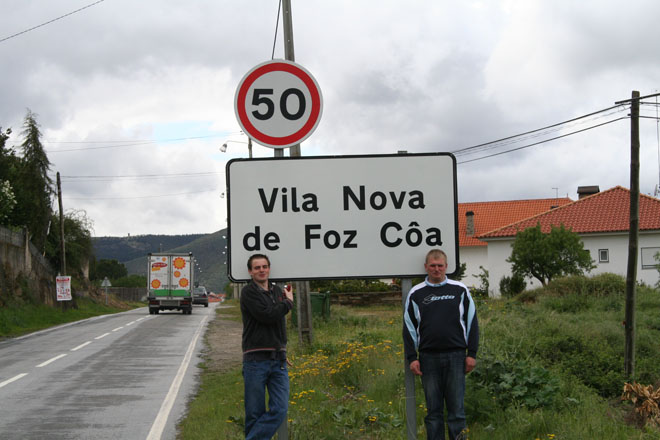 50
Vila Nova
de Foz Côa
lotto